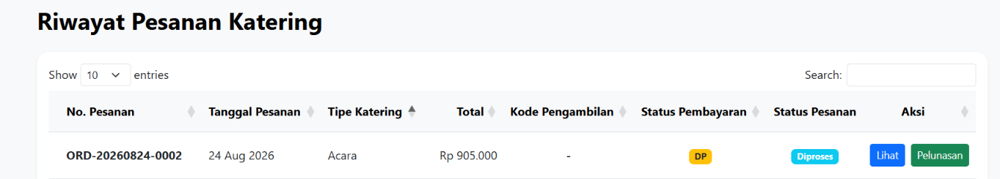 Riwayat Pesanan Katering
Show 10 entries Search:
No. Pesanan Tanggal Pesanan Tipe Katering Total Kode Pengambilan Status Pembayaran Status Pesanan Aksi
ORD-20260824-0002 24 Aug 2026 Acara Rp 905.000 - DP Diproses Lihat Pelunasan